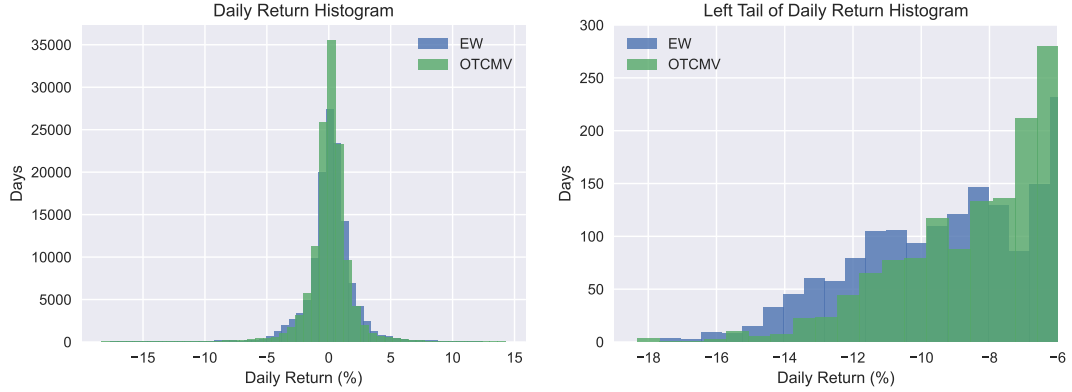 Daily Return Histogram
EW
OTCMV
35000
30000
25000
20000
15000
10000
5000
0
Days
−15
−10
−5
0
5
10
15
Daily Return (%)
Left Tail of Daily Return Histogram
EW
OTCMV
300
250
200
150
100
50
0
Days
−18
−16
−14
−12
−10
−8
−6
Daily Return (%)